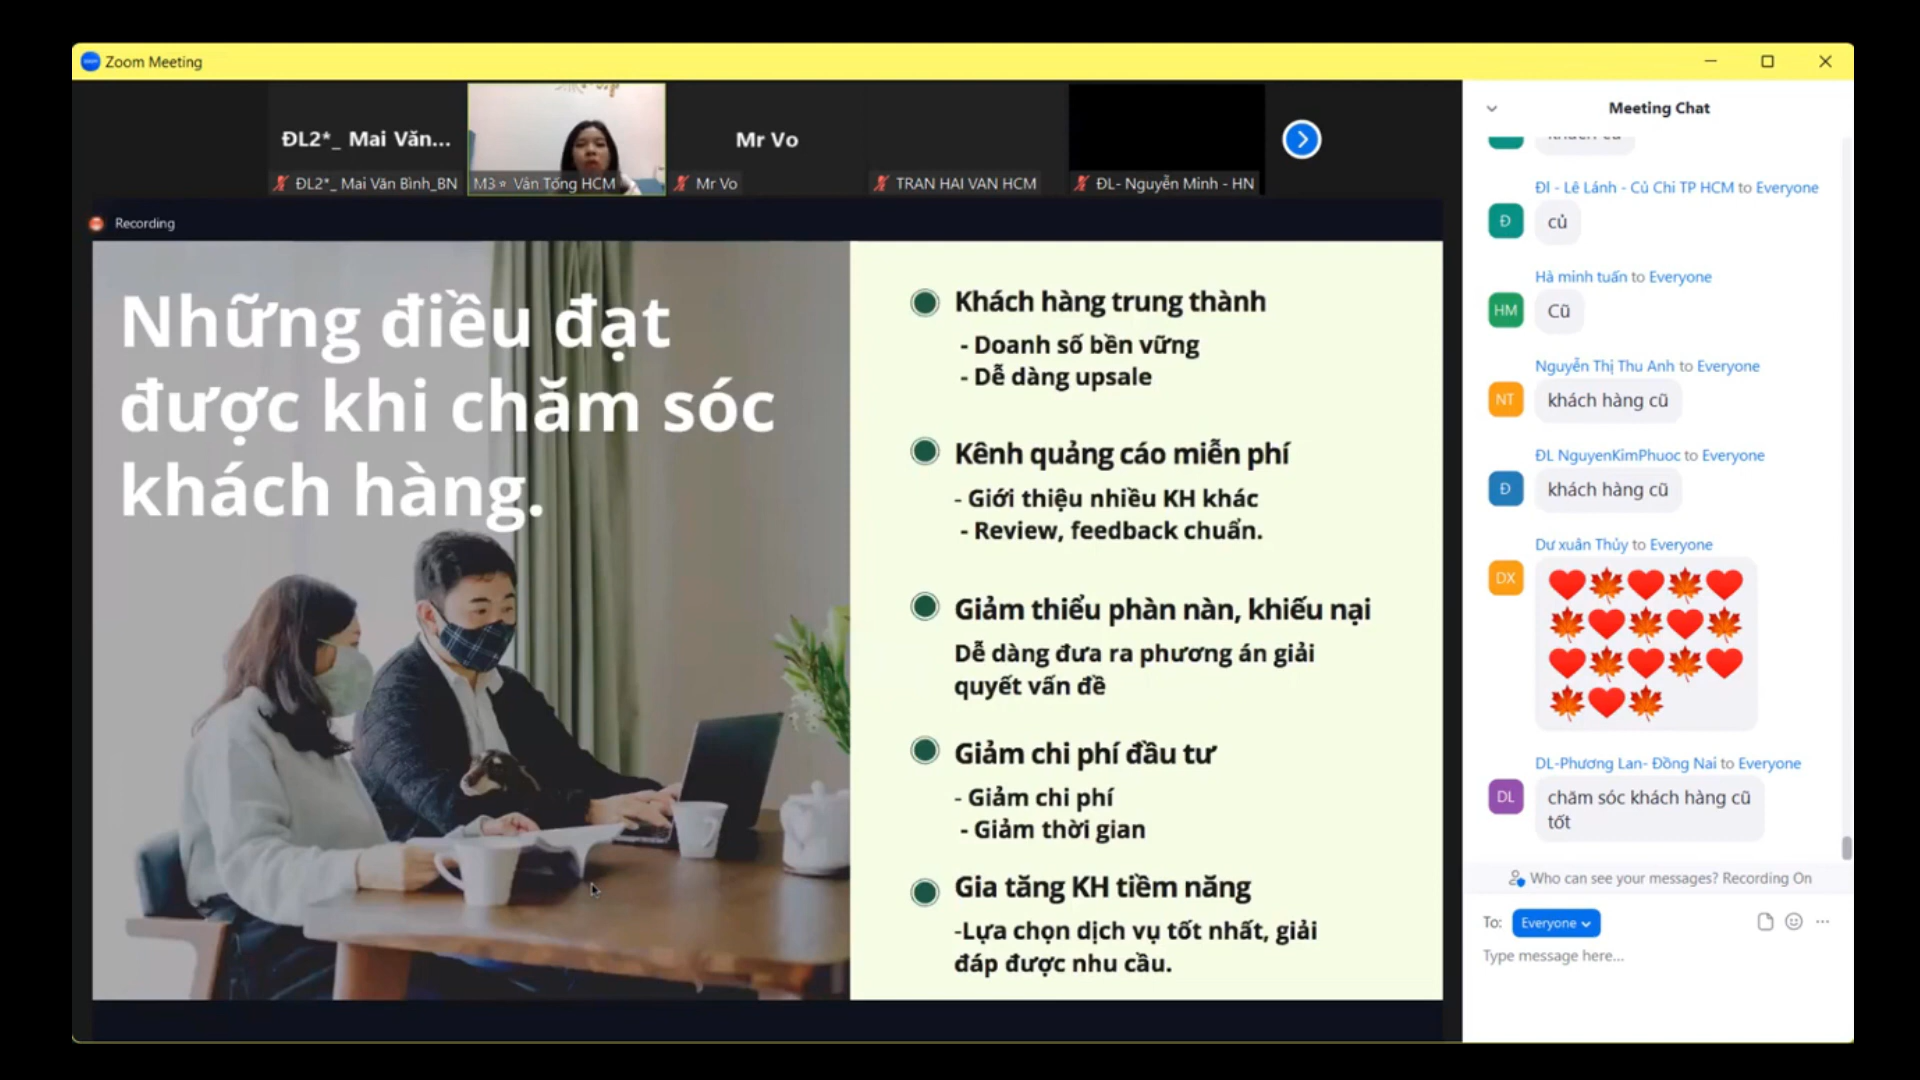 Zoom Meeting
ĐL2*_ Mai Văn...
Mr Vo
ĐL2*_ Mai Văn Bình_BN
M3⭐ Vân Tống HCM
Mr Vo
TRAN HAI VAN HCM
ĐL- Nguyễn Minh - HN
Recording
Những điều đạt
được khi chăm sóc
khách hàng.
Khách hàng trung thành
- Doanh số bền vững
- Dễ dàng upsale
Kênh quảng cáo miễn phí
- Giới thiệu nhiều KH khác
- Review, feedback chuẩn.
Giảm thiểu phàn nàn, khiếu nại
Dễ dàng đưa ra phương án giải
quyết vấn đề
Giảm chi phí đầu tư
- Giảm chi phí
- Giảm thời gian
Gia tăng KH tiềm năng
-Lựa chọn dịch vụ tốt nhất, giải
đáp được nhu cầu.
Meeting Chat
Đl - Lê Lánh - Củ Chi TP HCM to Everyone
Đ
củ
Hà minh tuấn to Everyone
HM
Cũ
Nguyễn Thị Thu Anh to Everyone
NT
khách hàng cũ
ĐL NguyenKimPhuoc to Everyone
Đ
khách hàng cũ
Dư xuân Thủy to Everyone
DX
DL-Phương Lan- Đồng Nai to Everyone
DL
chăm sóc khách hàng cũ
tốt
Who can see your messages? Recording On
To: Everyone
Type message here...